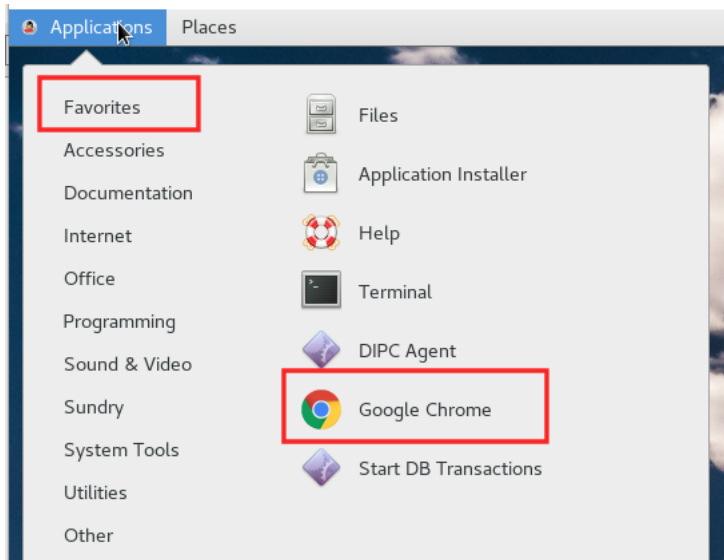 Applications Places
Favorites
Accessories
Documentation
Internet
Office
Programming
Sound & Video
Sundry
System Tools
Utilities
Other
Files
Application Installer
Help
>_
Terminal
DIPC Agent
Google Chrome
Start DB Transactions